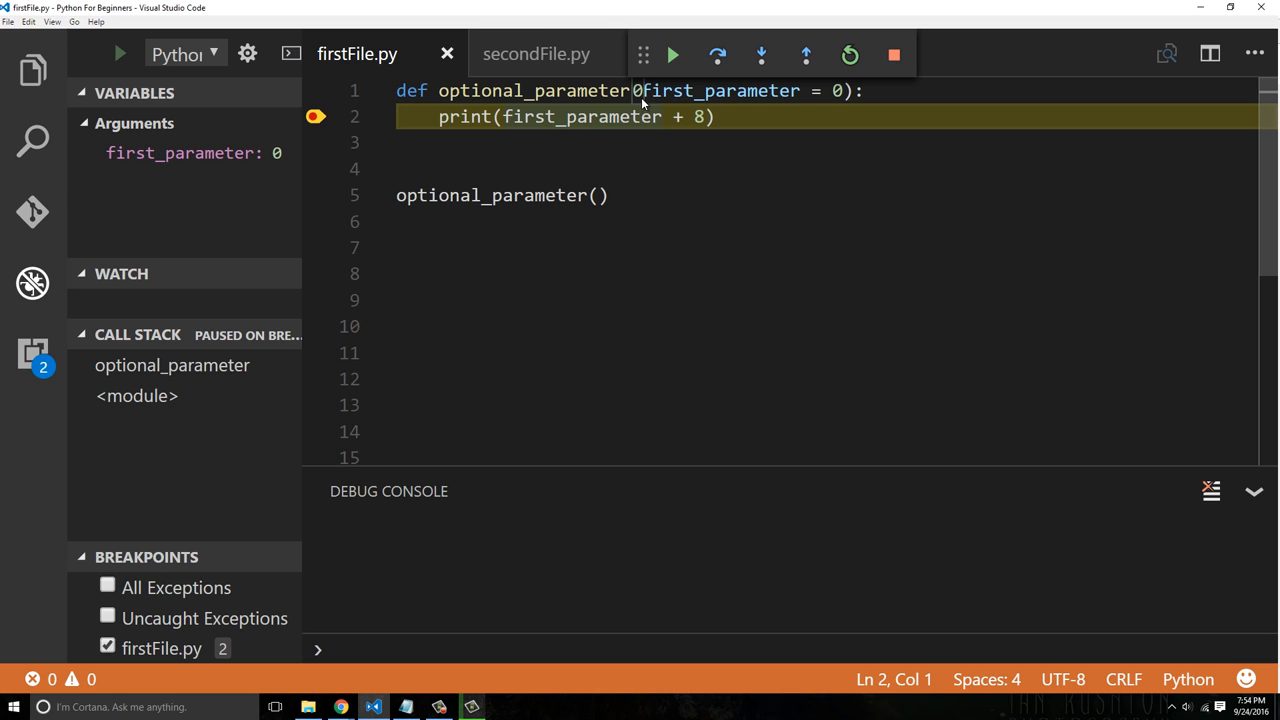 firstFile.py - Python For Beginners - Visual Studio Code
File Edit View Go Help
Python firstFile.py secondFile.py
VARIABLES
Arguments
first_parameter: 0
WATCH
CALL STACK PAUSED ON BRE...
optional_parameter
<module>
BREAKPOINTS
All Exceptions
Uncaught Exceptions
firstFile.py 2
2
1 def optional_parameter0first_parameter = 0):
2 print(first_parameter + 8)
3
4
5 optional_parameter()
6
7
8
9
10
11
12
13
14
15
DEBUG CONSOLE
0 0 Ln 2, Col 1 Spaces: 4 UTF-8 CRLF Python
I'm Cortana. Ask me anything.
7:54 PM
9/24/2016